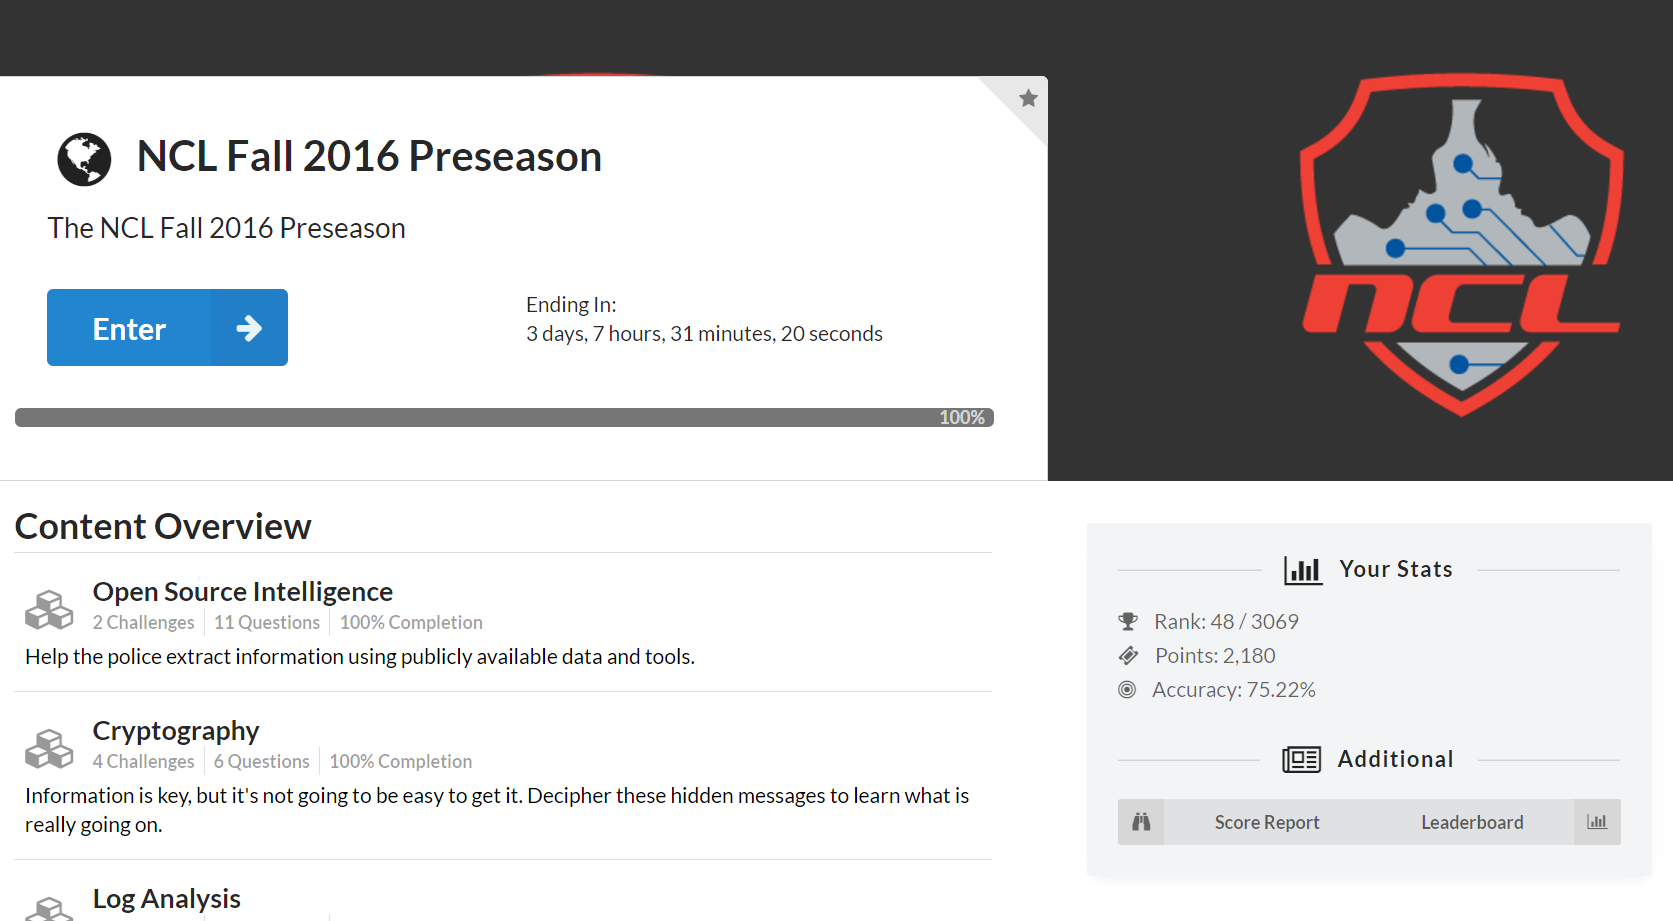 NCL Fall 2016 Preseason
The NCL Fall 2016 Preseason
Enter
Ending In:
3 days, 7 hours, 31 minutes, 20 seconds
100%
ncl
Content Overview
Open Source Intelligence
2 Challenges 11 Questions 100% Completion
Help the police extract information using publicly available data and tools.
Cryptography
4 Challenges 6 Questions 100% Completion
Information is key, but it's not going to be easy to get it. Decipher these hidden messages to learn what is
really going on.
Log Analysis
Your Stats
Rank: 48 / 3069
Points: 2,180
Accuracy: 75.22%
Additional
Score Report
Leaderboard